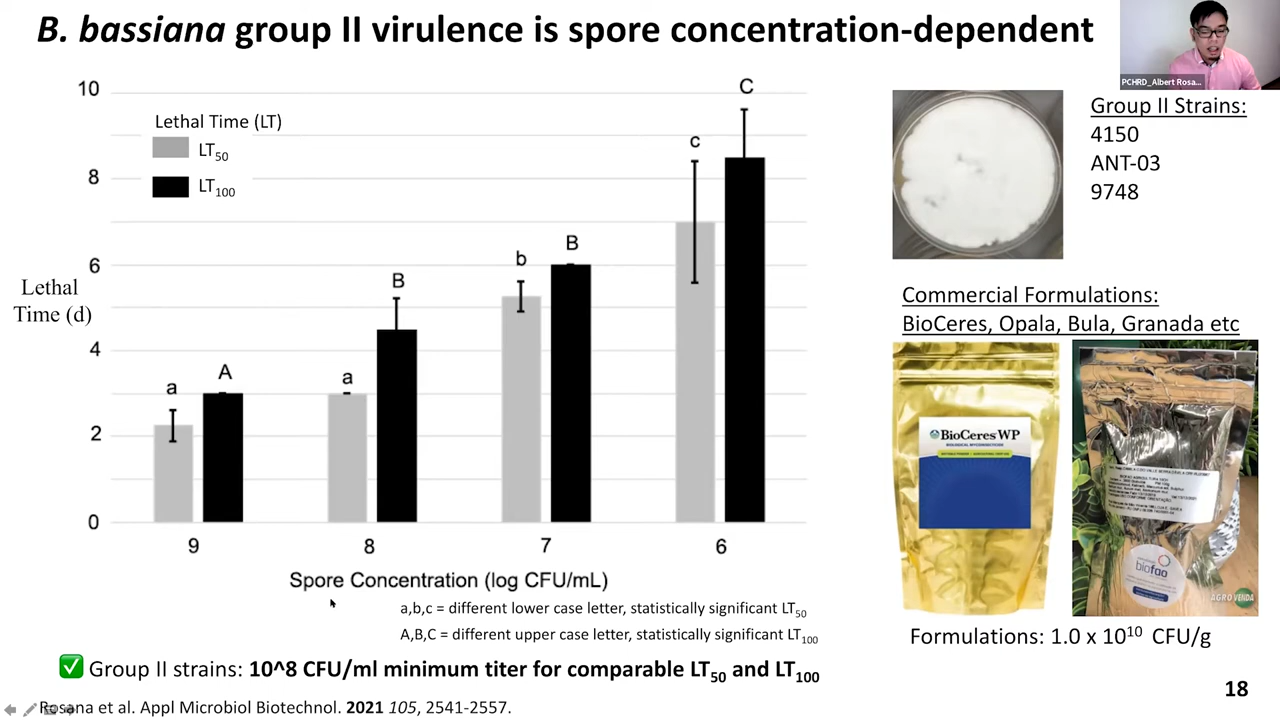 B. bassiana group II virulence is spore concentration-dependent
PCHRD_Albert Rosa...
10
8
6
4
2
0
Lethal
Time (d)
Lethal Time (LT)
LT50
LT100
a
A
a
B
b
B
c
C
9
8
7
6
Spore Concentration (log CFU/mL)
a,b,c = different lower case letter, statistically significant LT50
A,B,C = different upper case letter, statistically significant LT100
✅ Group II strains: 10^8 CFU/ml minimum titer for comparable LT50 and LT100
Rosana et al. Appl Microbiol Biotechnol. 2021 105, 2541-2557.
Group II Strains:
4150
ANT-03
9748
Commercial Formulations:
BioCeres, Opala, Bula, Granada etc
BioCeres WP
BIOLOGICAL MYCOINSECTICIDE
biofao
AGRO VENDA
Formulations: 1.0 x 10^10 CFU/g
18